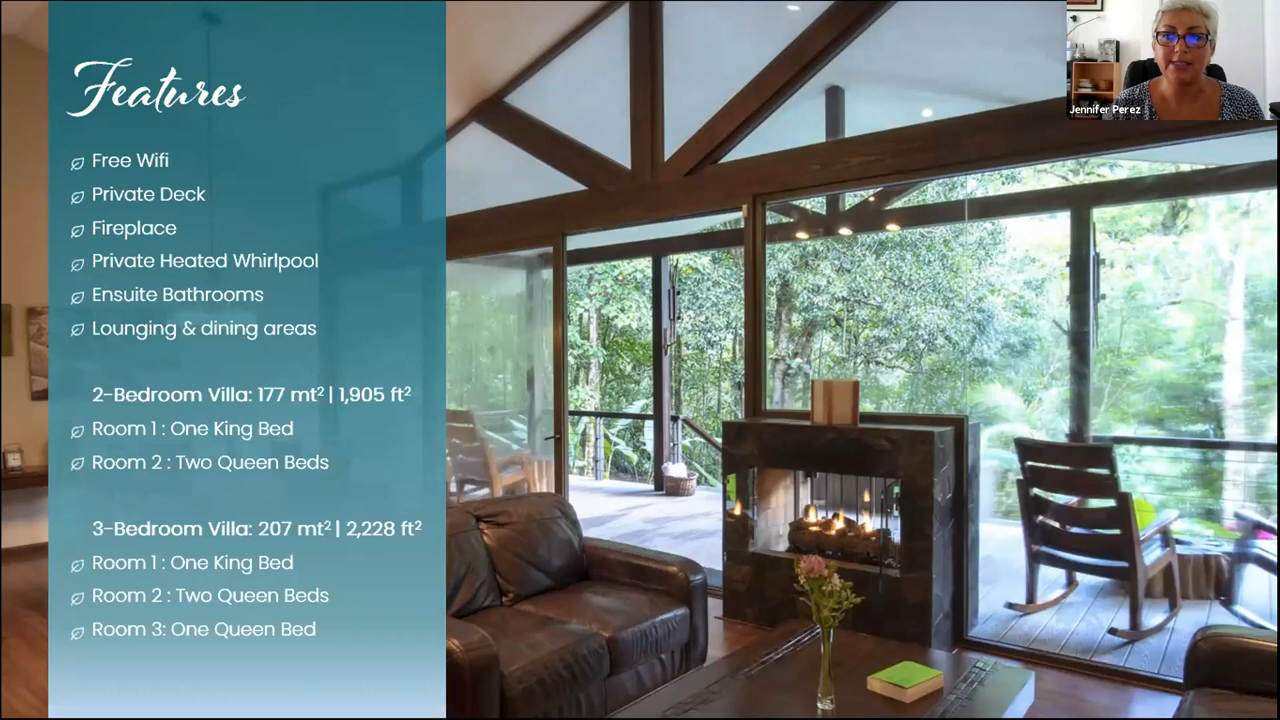 Features
Free Wifi
Private Deck
Fireplace
Private Heated Whirlpool
Ensuite Bathrooms
Lounging & dining areas
2-Bedroom Villa: 177 mt² | 1,905 ft²
Room 1 : One King Bed
Room 2 : Two Queen Beds
3-Bedroom Villa: 207 mt² | 2,228 ft²
Room 1 : One King Bed
Room 2 : Two Queen Beds
Room 3: One Queen Bed
Jennifer Perez